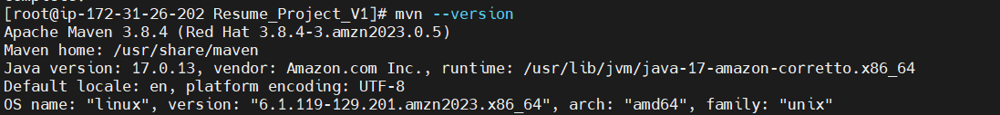 [root@ip-172-31-26-202 Resume_Project_V1]# mvn --version
Apache Maven 3.8.4 (Red Hat 3.8.4-3.amzn2023.0.5)
Maven home: /usr/share/maven
Java version: 17.0.13, vendor: Amazon.com Inc., runtime: /usr/lib/jvm/java-17-amazon-corretto.x86_64
Default locale: en, platform encoding: UTF-8
OS name: "linux", version: "6.1.119-129.201.amzn2023.x86_64", arch: "amd64", family: "unix"